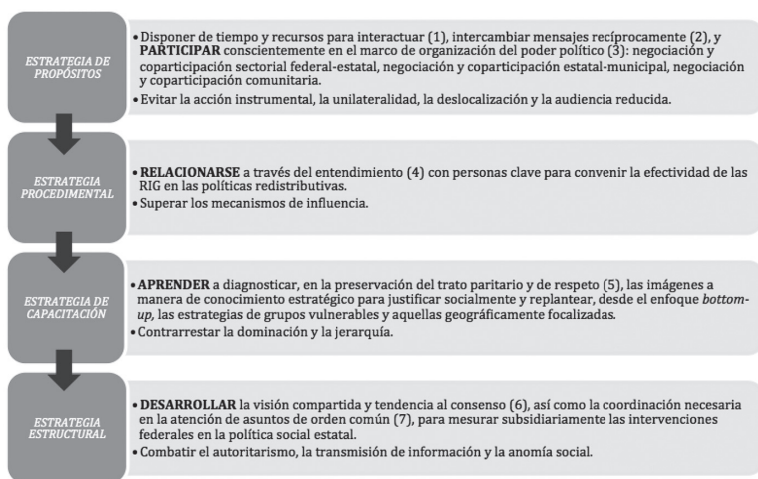 ESTRATEGIA DE
PROPÓSITOS
• Disponer de tiempo y recursos para interactuar (1), intercambiar mensajes recíprocamente (2), y
PARTICIPAR conscientemente en el marco de organización del poder político (3): negociación y
coparticipación sectorial federal-estatal, negociación y coparticipación estatal-municipal, negociación
y coparticipación comunitaria.
• Evitar la acción instrumental, la unilateralidad, la deslocalización y la audiencia reducida.
ESTRATEGIA
PROCEDIMENTAL
• RELACIONARSE a través del entendimiento (4) con personas clave para convenir la efectividad de las
RIG en las políticas redistributivas.
• Superar los mecanismos de influencia.
ESTRATEGIA DE
CAPACITACIÓN
• APRENDER a diagnosticar, en la preservación del trato paritario y de respeto (5), las imágenes a
manera de conocimiento estratégico para justificar socialmente y replantear, desde el enfoque bottom-
up, las estrategias de grupos vulnerables y aquellas geográficamente focalizadas.
• Contrarrestar la dominación y la jerarquía.
ESTRATEGIA
ESTRUCTURAL
• DESARROLLAR la visión compartida y tendencia al consenso (6), así como la coordinación necesaria
en la atención de asuntos de orden común (7), para mesurar subsidiariamente las intervenciones
federales en la política social estatal.
• Combatir el autoritarismo, la transmisión de información y la anomía social.